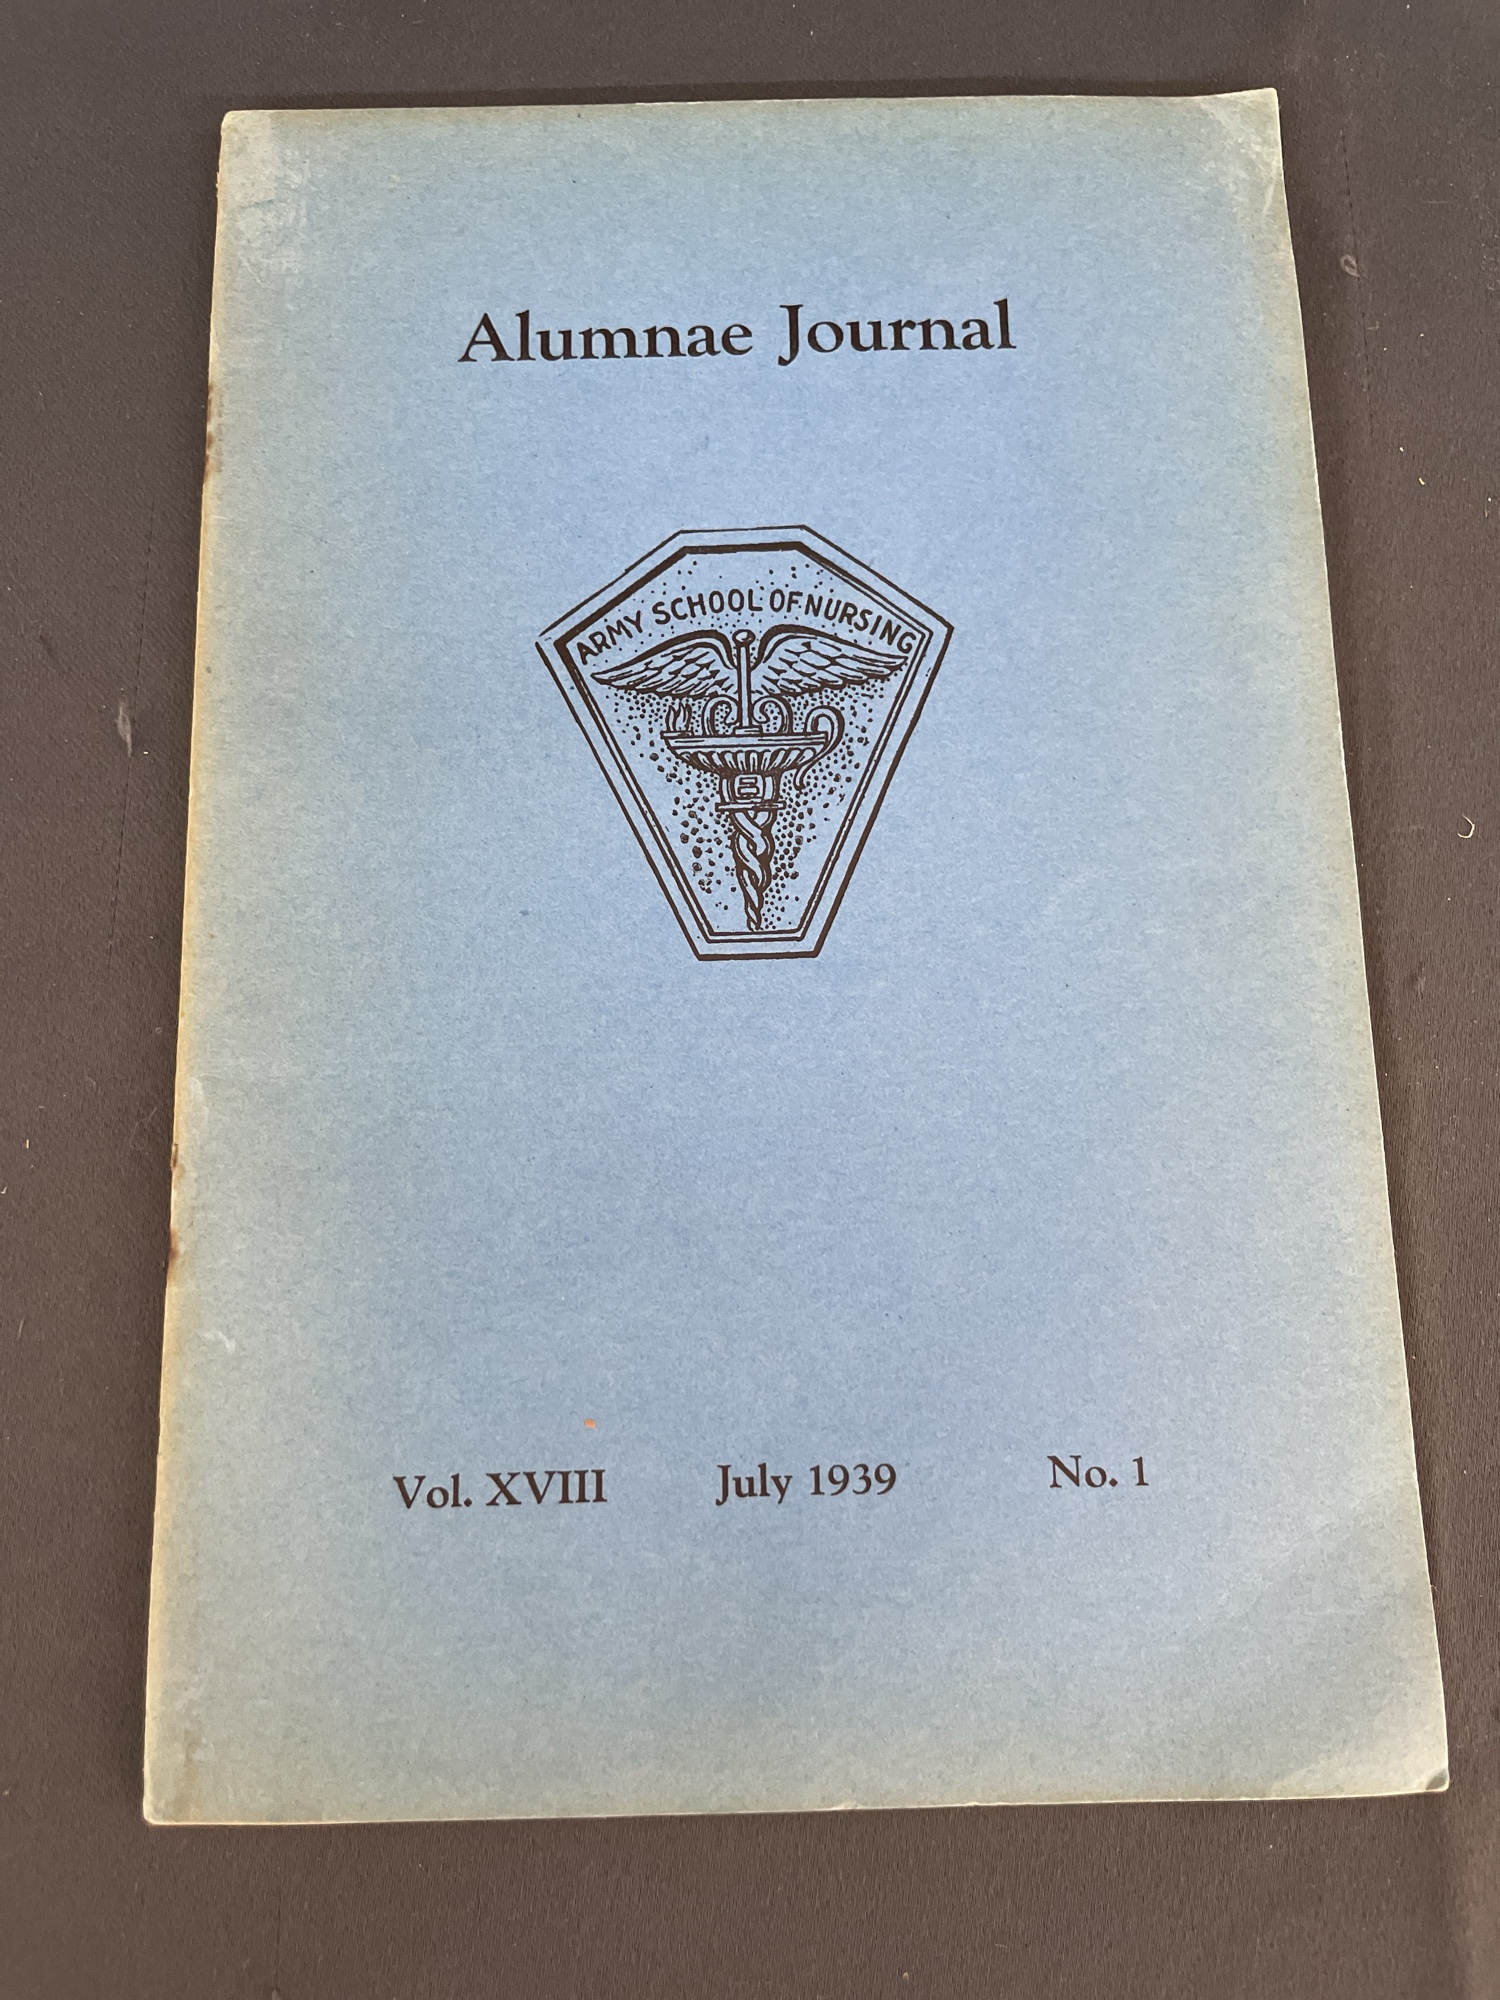 Alumnae Journal
ARMY SCHOOL OF NURSING
Vol. XVIII July 1939 No. 1